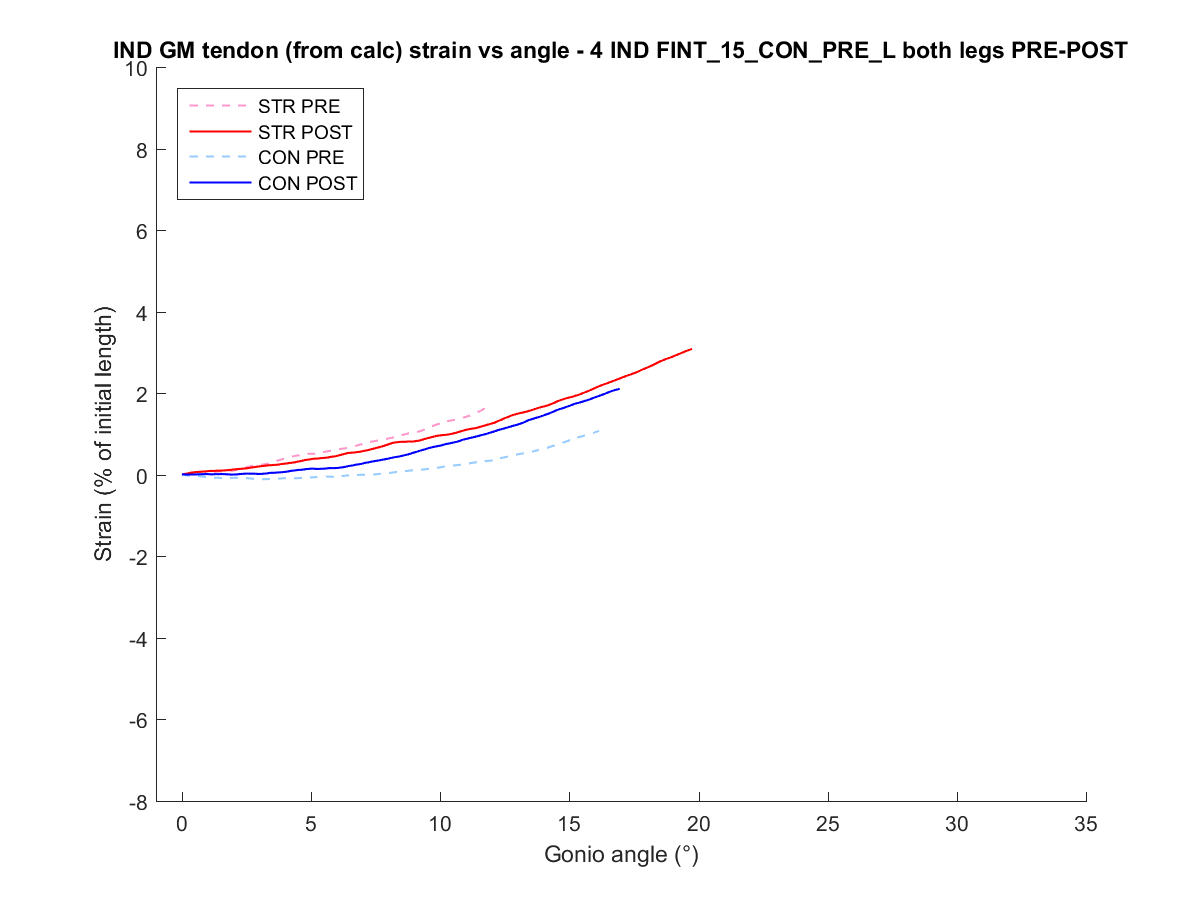 IND GM tendon (from calc) strain vs angle - 4 IND FINT_15_CON_PRE_L both legs PRE-POST
10
8
6
4
2
0
-2
-4
-6
-8
STR PRE
STR POST
CON PRE
CON POST
Strain (% of initial length)
0 5 10 15 20 25 30 35
Gonio angle (°)